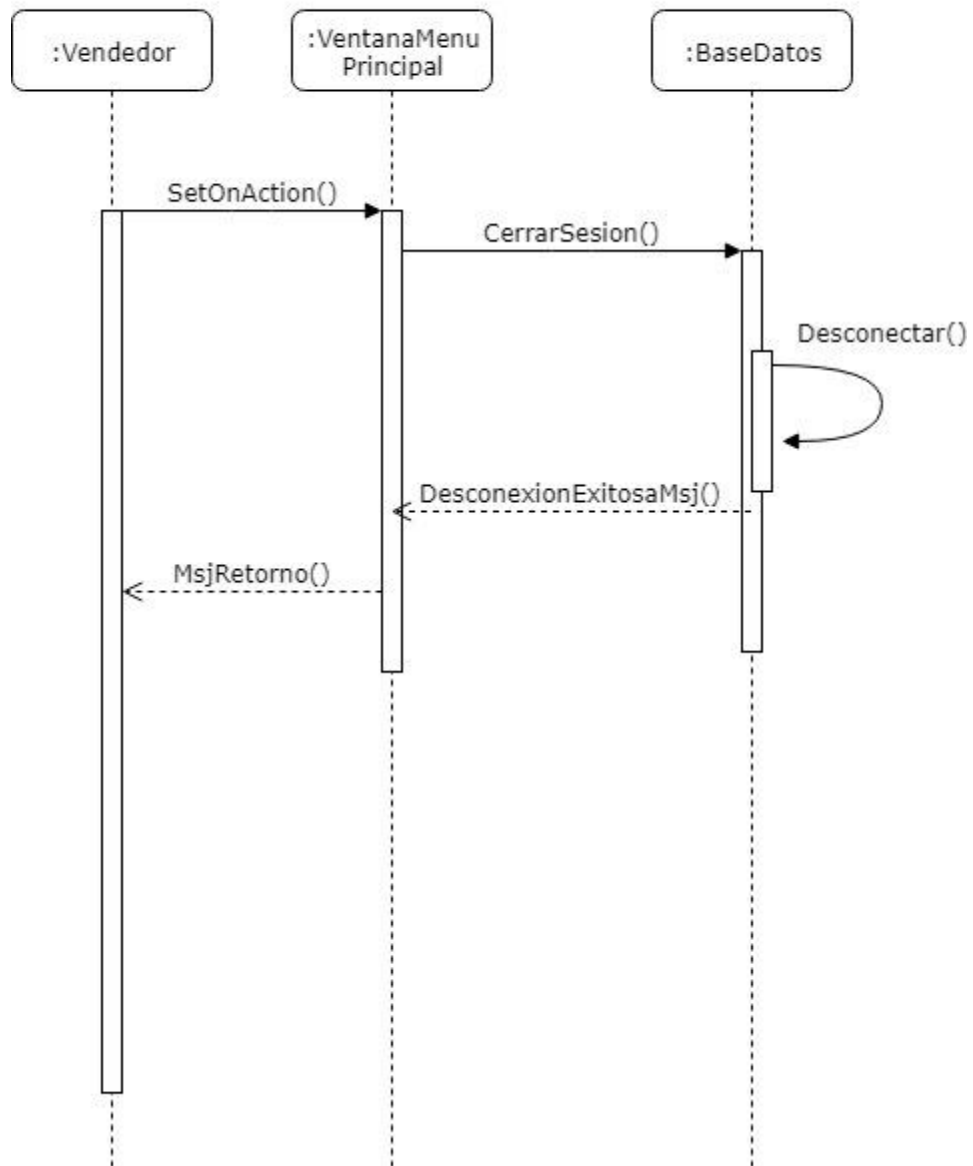 :Vendedor
:VentanaMenu
Principal
:BaseDatos
SetOnAction()
CerrarSesion()
Desconectar()
DesconexionExitosaMsj()
MsjRetorno()